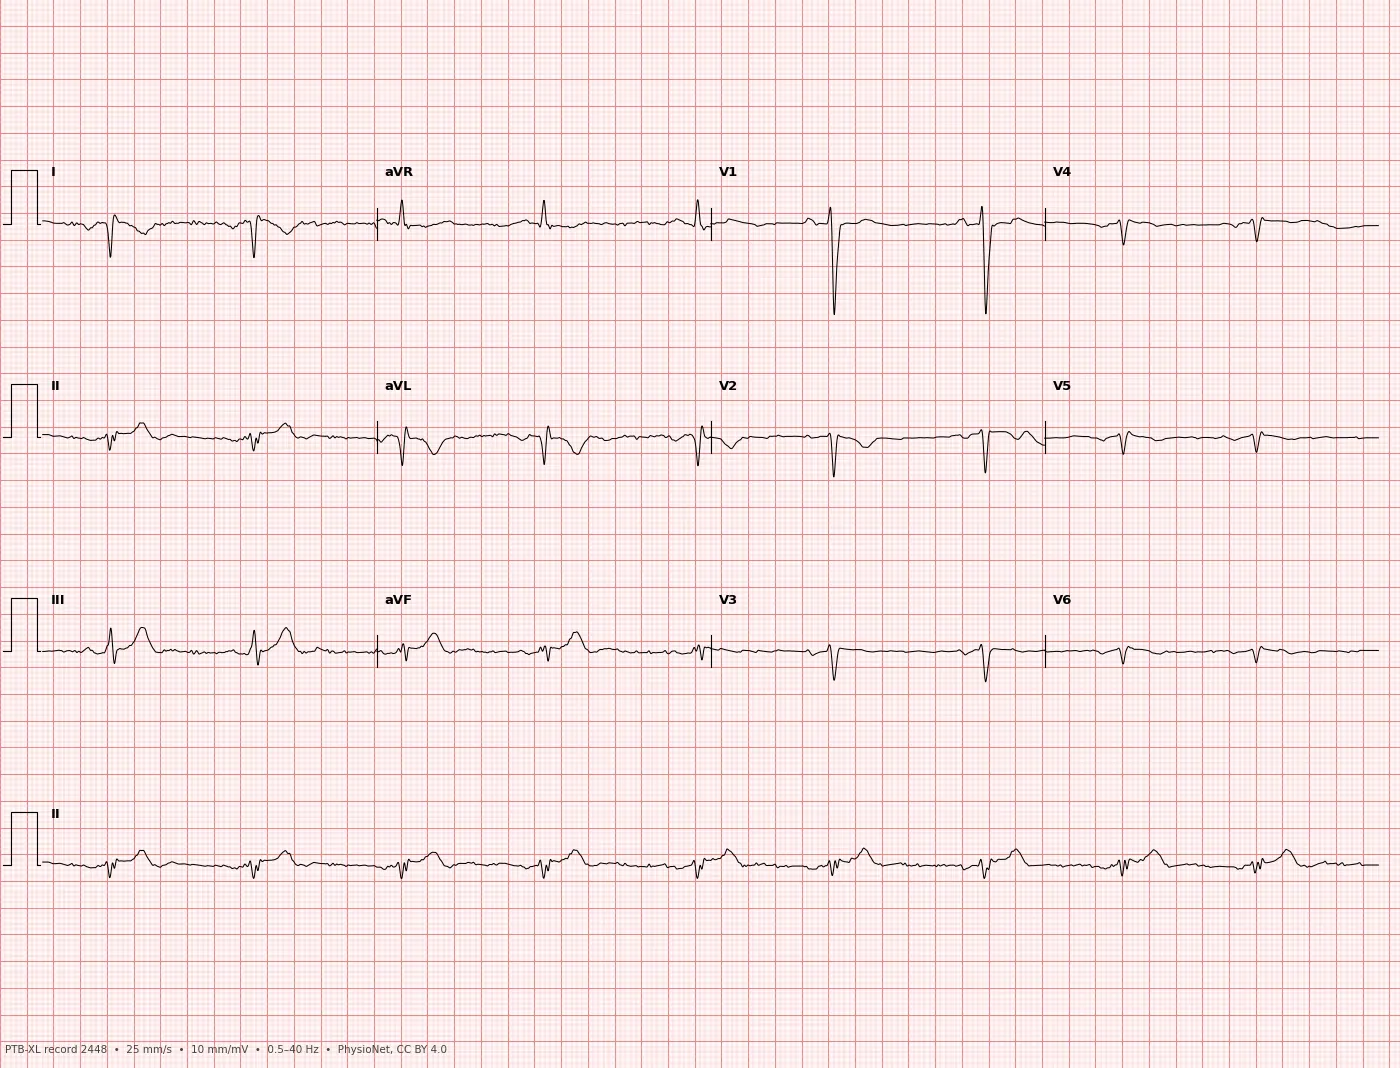 I aVR V1 V4
II aVL V2 V5
III aVF V3 V6
II
PTB-XL record 2448 • 25 mm/s • 10 mm/mV • 0.5–40 Hz • PhysioNet, CC BY 4.0